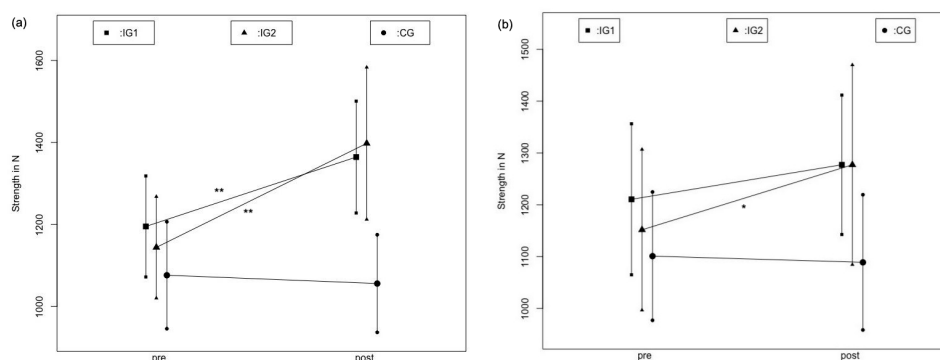 (a)
:IG1 :IG2 :CG
Strength in N
1600
1400
1200
1000
**
**
pre post
(b)
:IG1 :IG2 :CG
Strength in N
1500
1400
1300
1200
1100
1000
*
pre post